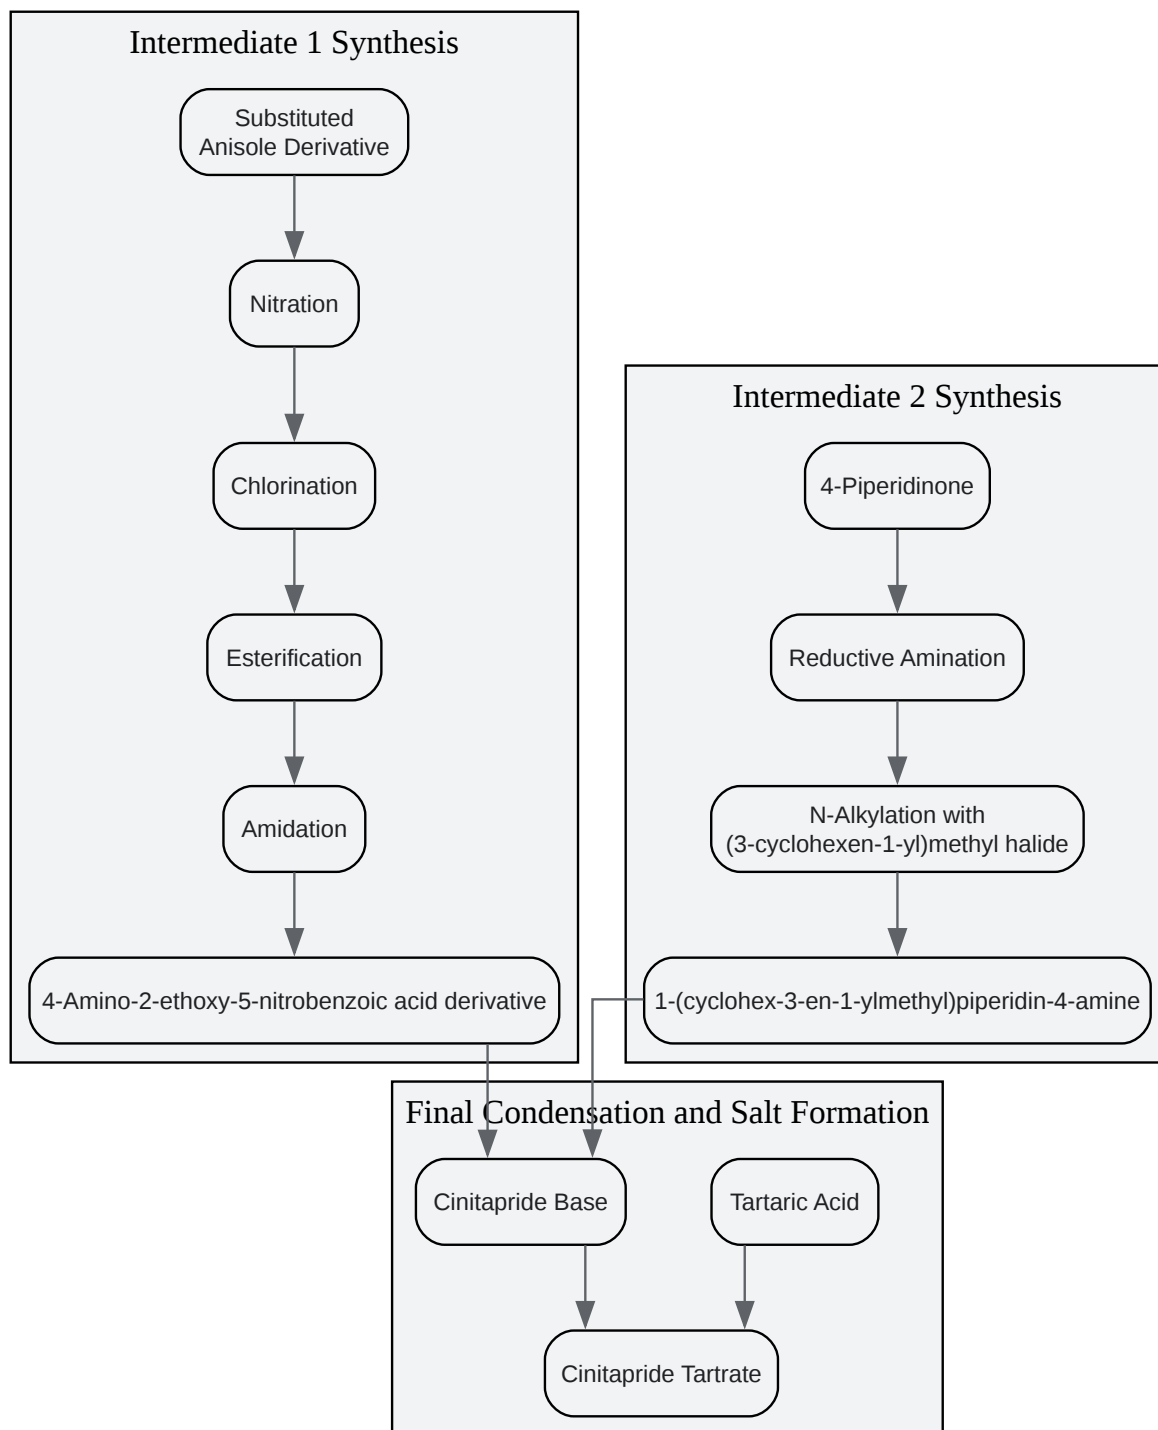 Intermediate 1 Synthesis
Substituted
Anisole Derivative
Nitration
Chlorination
Esterification
Amidation
4-Amino-2-ethoxy-5-nitrobenzoic acid derivative
Intermediate 2 Synthesis
4-Piperidinone
Reductive Amination
N-Alkylation with
(3-cyclohexen-1-yl)methyl halide
1-(cyclohex-3-en-1-ylmethyl)piperidin-4-amine
Final Condensation and Salt Formation
Cinitapride Base
Tartaric Acid
Cinitapride Tartrate